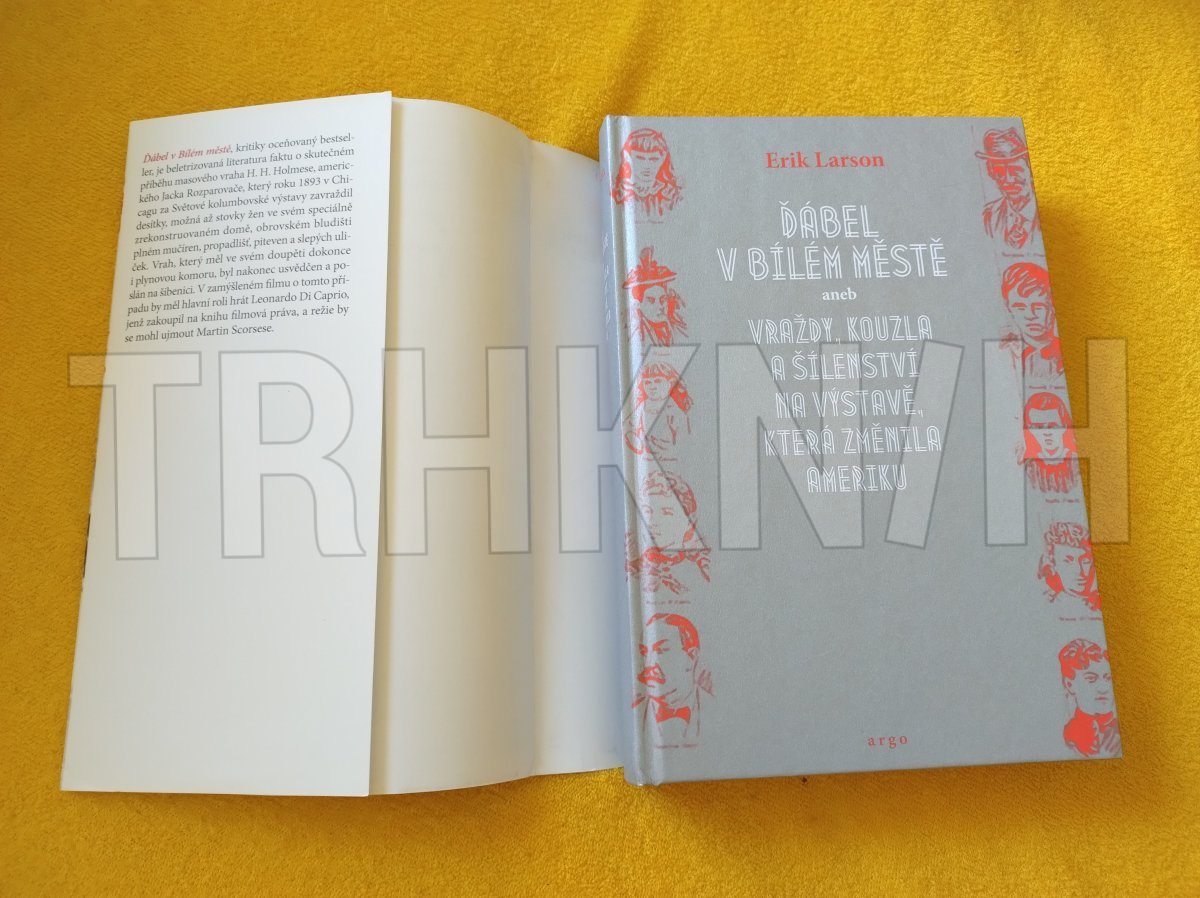 Ďábel v Bílém městě, kritiky oceňovaný bestsel-
ler, je beletrizovaná literatura faktu o skutečném
příběhu masového vraha H. H. Holmese, americ-
kého Jacka Rozparovače, který roku 1893 v Chi-
cagu za Světové kolumbovské výstavy zavraždil
desítky, možná až stovky žen ve svém speciálně
zrekonstruovaném domě, obrovském bludišti
plném mučíren, propadlišť, piteven a slepých uli-
ček. Vrah, který měl ve svém doupěti dokonce
i plynovou komoru, byl nakonec usvědčen a po-
slán na šibenici. V zamýšleném filmu o tomto pří-
padu by měl hlavní roli hrát Leonardo Di Caprio,
jenž zakoupil na knihu filmová práva, a režie by
se mohl ujmout Martin Scorsese.
Erik Larson
ĎÁBEL
V BÍLÉM MĚSTĚ
aneb
VRAŽDY, KOUZLA
A ŠÍLENSTVÍ
NA VÝSTAVĚ,
KTERÁ ZMĚNILA
AMERIKU
argo
TRHKNIH